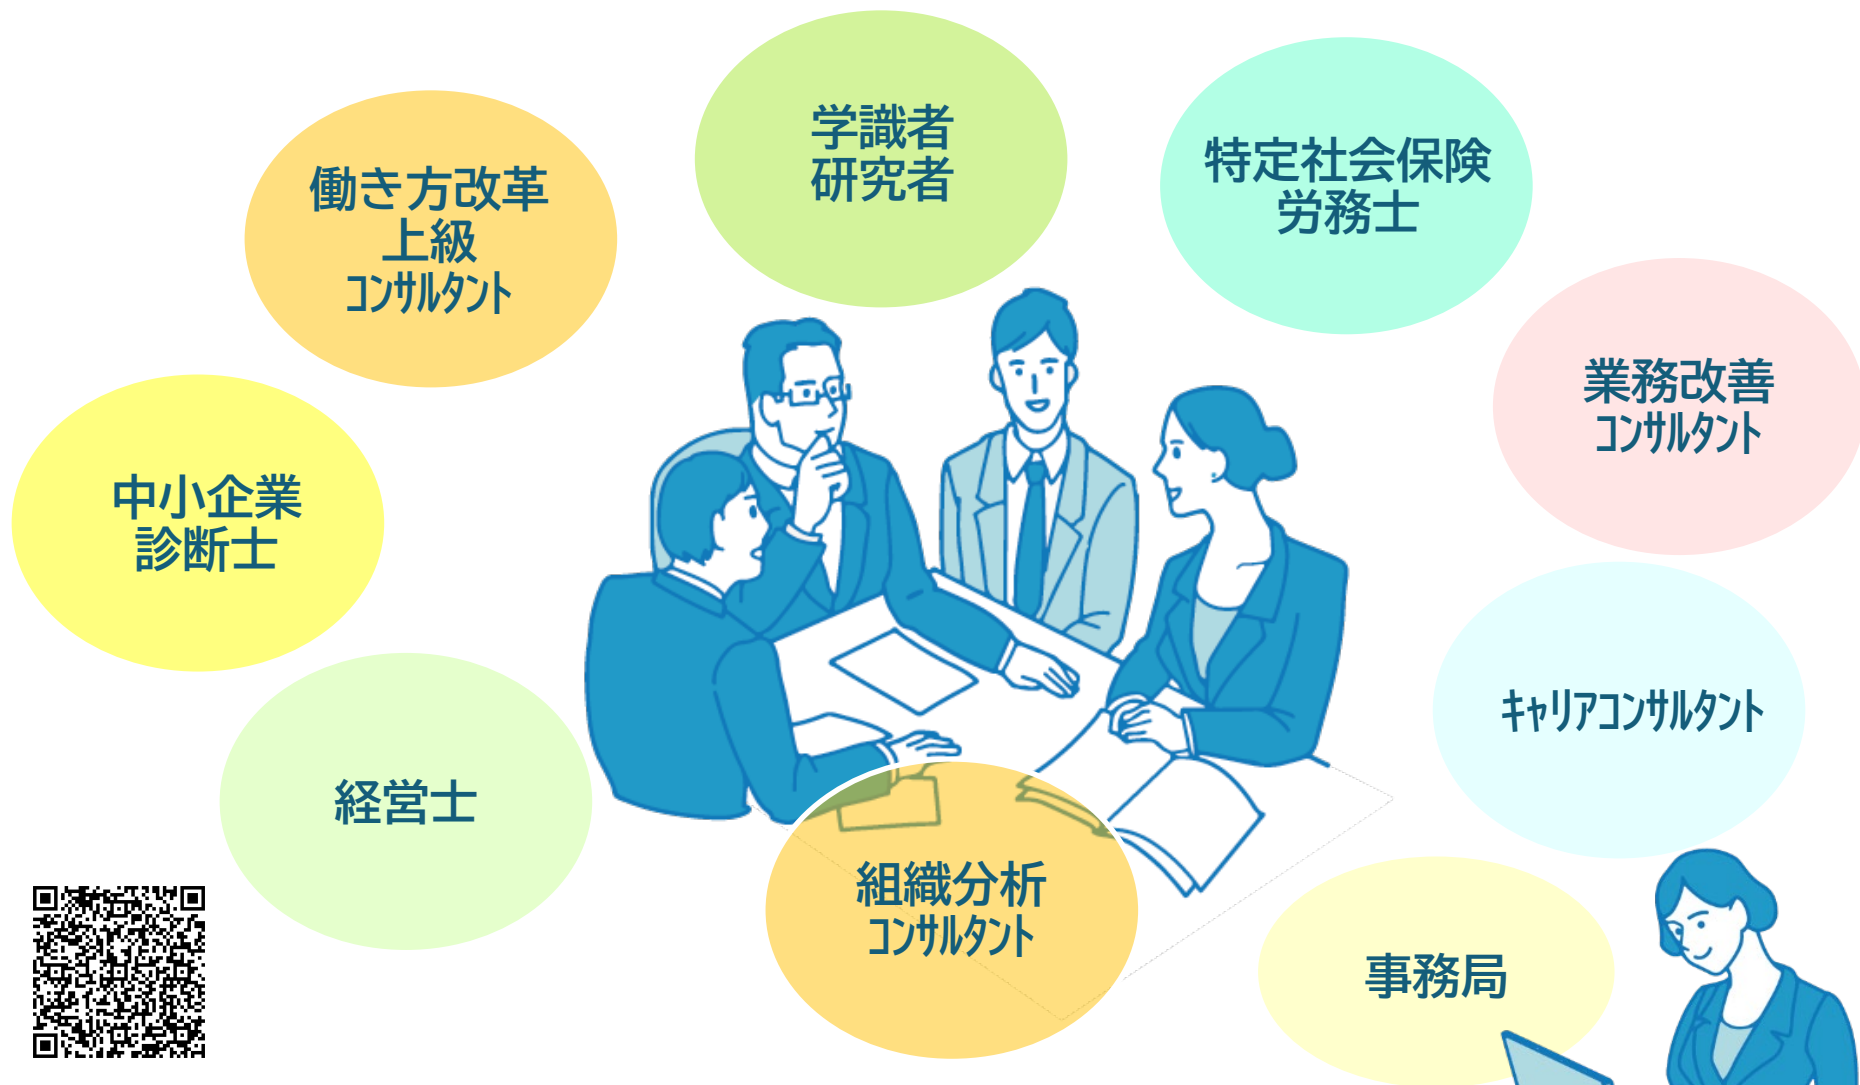 学識者
研究者
特定社会保険
労務士
働き方改革
上級
ｺﾝｻﾙﾀﾝﾄ
業務改善
ｺﾝｻﾙﾀﾝﾄ
中小企業
診断士
ｷｬﾘｱｺﾝｻﾙﾀﾝﾄ
経営士
組織分析
ｺﾝｻﾙﾀﾝﾄ
事務局